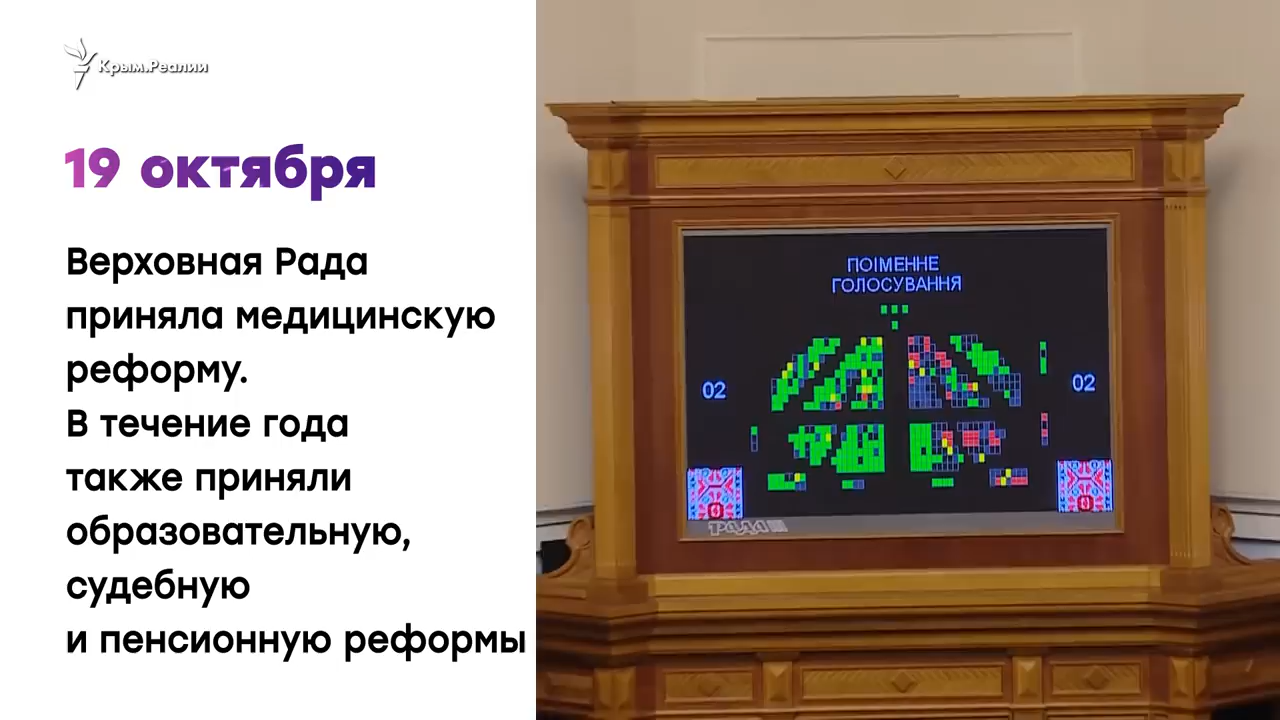 Крым.Реалии
19 октября
Верховная Рада
приняла медицинскую
реформу.
В течение года
также приняли
образовательную,
судебную
и пенсионную реформы
ПОІМЕННЕ
ГОЛОСУВАННЯ
02
02
РАДА